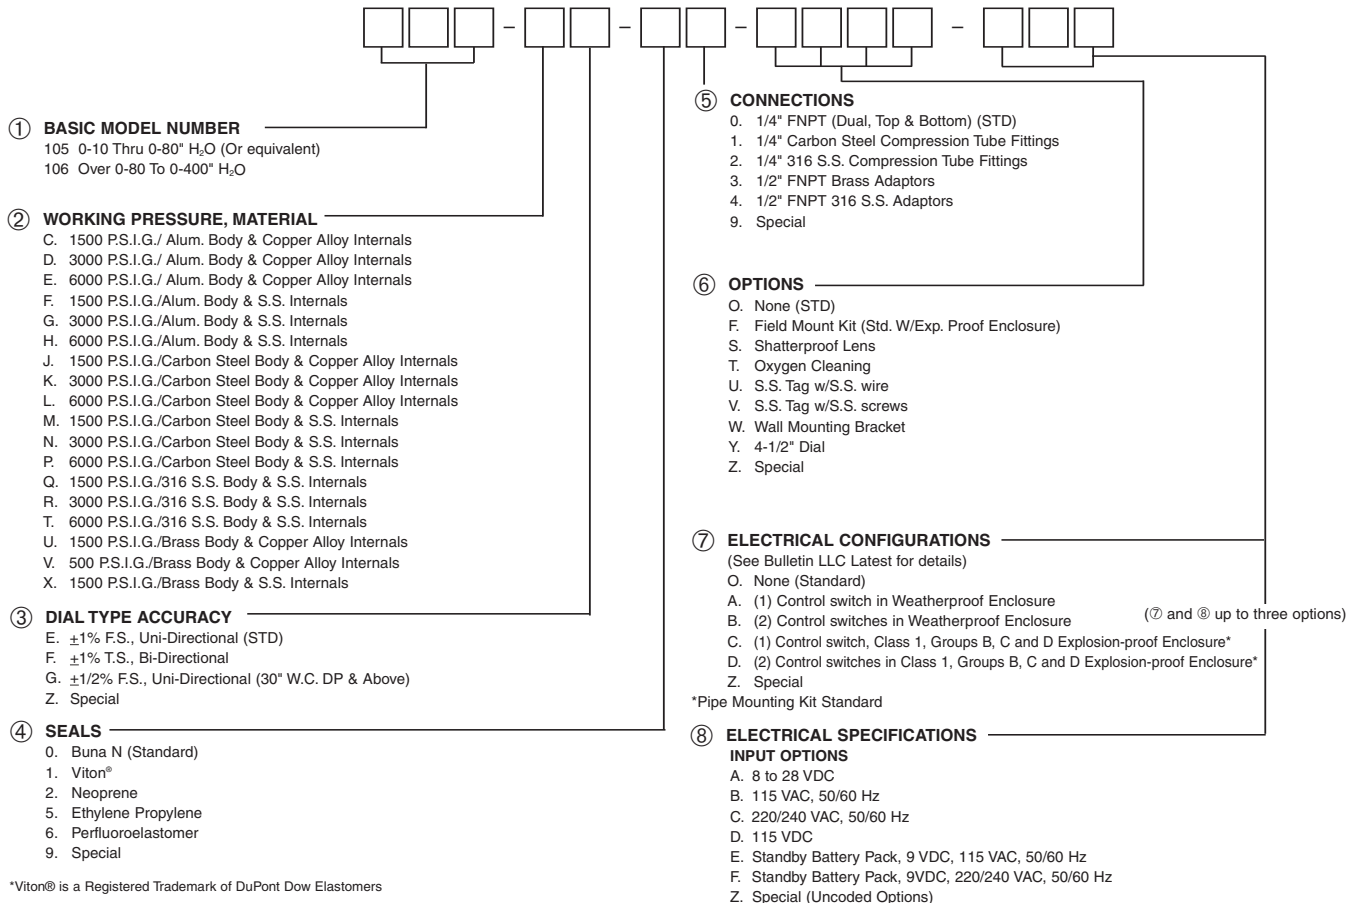 – – – –
① BASIC MODEL NUMBER
105 0-10 Thru 0-80" H₂O (Or equivalent)
106 Over 0-80 To 0-400" H₂O
② WORKING PRESSURE, MATERIAL
C. 1500 P.S.I.G./ Alum. Body & Copper Alloy Internals
D. 3000 P.S.I.G./ Alum. Body & Copper Alloy Internals
E. 6000 P.S.I.G./ Alum. Body & Copper Alloy Internals
F. 1500 P.S.I.G./Alum. Body & S.S. Internals
G. 3000 P.S.I.G./Alum. Body & S.S. Internals
H. 6000 P.S.I.G./Alum. Body & S.S. Internals
J. 1500 P.S.I.G./Carbon Steel Body & Copper Alloy Internals
K. 3000 P.S.I.G./Carbon Steel Body & Copper Alloy Internals
L. 6000 P.S.I.G./Carbon Steel Body & Copper Alloy Internals
M. 1500 P.S.I.G./Carbon Steel Body & S.S. Internals
N. 3000 P.S.I.G./Carbon Steel Body & S.S. Internals
P. 6000 P.S.I.G./Carbon Steel Body & S.S. Internals
Q. 1500 P.S.I.G./316 S.S. Body & S.S. Internals
R. 3000 P.S.I.G./316 S.S. Body & S.S. Internals
T. 6000 P.S.I.G./316 S.S. Body & S.S. Internals
U. 1500 P.S.I.G./Brass Body & Copper Alloy Internals
V. 500 P.S.I.G./Brass Body & Copper Alloy Internals
X. 1500 P.S.I.G./Brass Body & S.S. Internals
③ DIAL TYPE ACCURACY
E. ±1% F.S., Uni-Directional (STD)
F. ±1% T.S., Bi-Directional
G. ±1/2% F.S., Uni-Directional (30" W.C. DP & Above)
Z. Special
④ SEALS
0. Buna N (Standard)
1. Viton®
2. Neoprene
5. Ethylene Propylene
6. Perfluoroelastomer
9. Special
*Viton® is a Registered Trademark of DuPont Dow Elastomers
⑤ CONNECTIONS
0. 1/4" FNPT (Dual, Top & Bottom) (STD)
1. 1/4" Carbon Steel Compression Tube Fittings
2. 1/4" 316 S.S. Compression Tube Fittings
3. 1/2" FNPT Brass Adaptors
4. 1/2" FNPT 316 S.S. Adaptors
9. Special
⑥ OPTIONS
O. None (STD)
F. Field Mount Kit (Std. W/Exp. Proof Enclosure)
S. Shatterproof Lens
T. Oxygen Cleaning
U. S.S. Tag w/S.S. wire
V. S.S. Tag w/S.S. screws
W. Wall Mounting Bracket
Y. 4-1/2" Dial
Z. Special
⑦ ELECTRICAL CONFIGURATIONS
(See Bulletin LLC Latest for details)
O. None (Standard)
A. (1) Control switch in Weatherproof Enclosure
B. (2) Control switches in Weatherproof Enclosure
(⑦ and ⑧ up to three options)
C. (1) Control switch, Class 1, Groups B, C and D Explosion-proof Enclosure*
D. (2) Control switches in Class 1, Groups B, C and D Explosion-proof Enclosure*
Z. Special
*Pipe Mounting Kit Standard
⑧ ELECTRICAL SPECIFICATIONS
INPUT OPTIONS
A. 8 to 28 VDC
B. 115 VAC, 50/60 Hz
C. 220/240 VAC, 50/60 Hz
D. 115 VDC
E. Standby Battery Pack, 9 VDC, 115 VAC, 50/60 Hz
F. Standby Battery Pack, 9VDC, 220/240 VAC, 50/60 Hz
Z. Special (Uncoded Options)